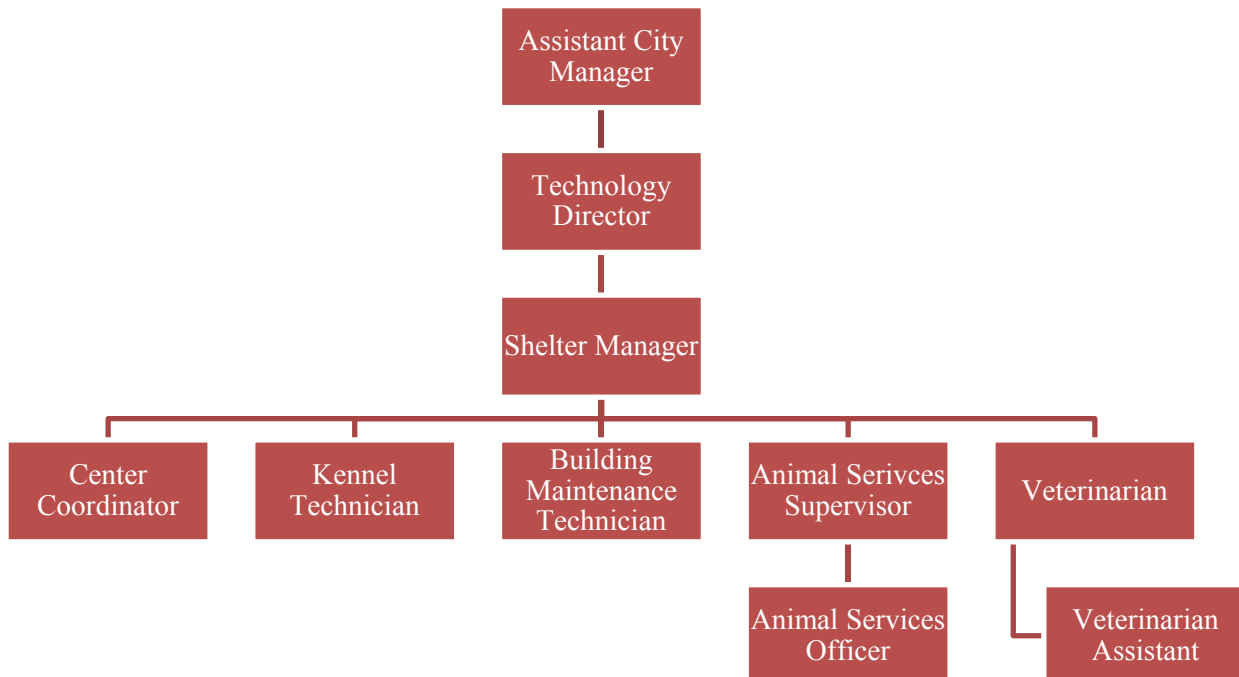 Assistant City
Manager
Technology
Director
Shelter Manager
Center
Coordinator
Kennel
Technician
Building
Maintenance
Technician
Animal Serivces
Supervisor
Veterinarian
Animal Services
Officer
Veterinarian
Assistant